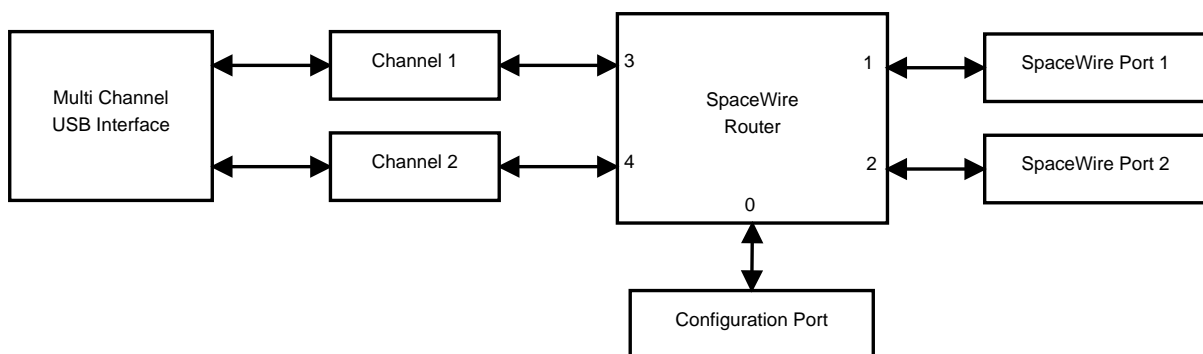 Multi Channel
USB Interface
Channel 1
Channel 2
3
4
SpaceWire
Router
1
2
0
SpaceWire Port 1
SpaceWire Port 2
Configuration Port